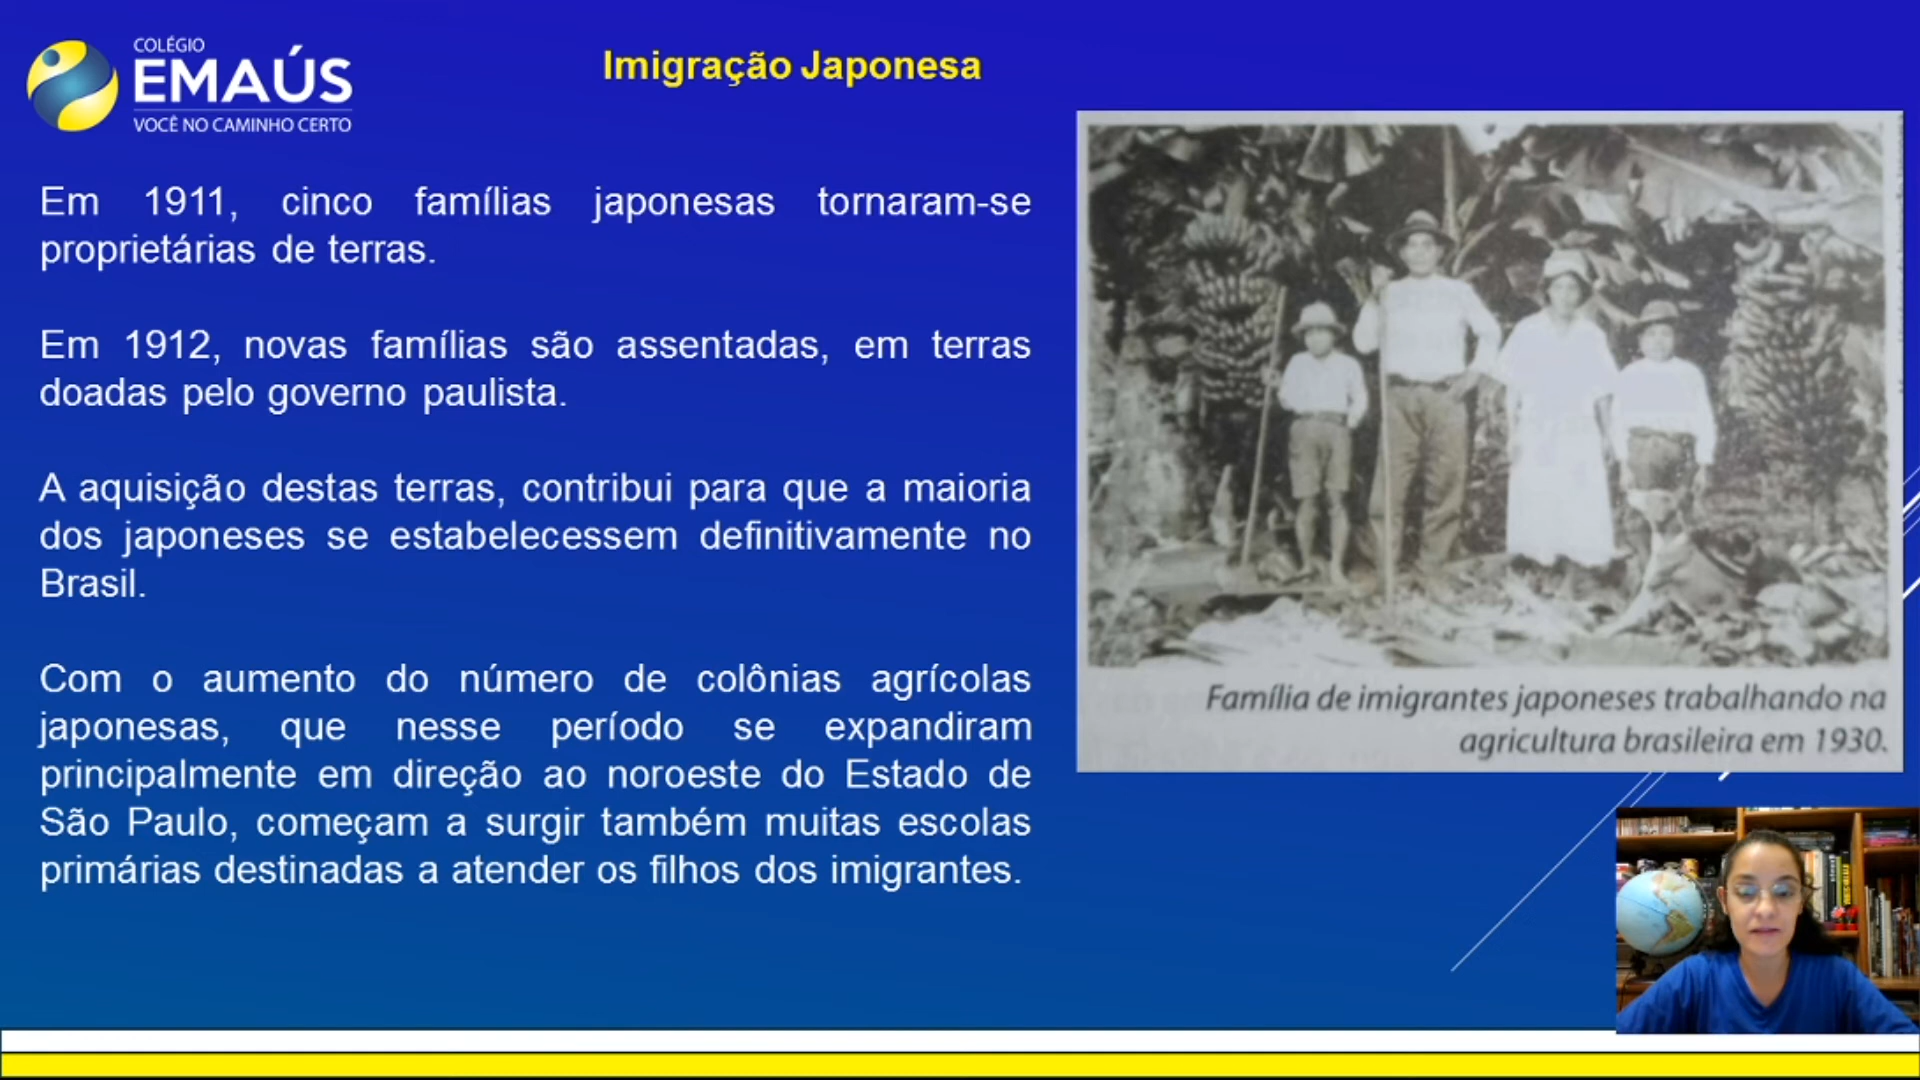 COLÉGIO
EMAÚS
VOCÊ NO CAMINHO CERTO
Imigração Japonesa
Em 1911, cinco famílias japonesas tornaram-se
proprietárias de terras.
Em 1912, novas famílias são assentadas, em terras
doadas pelo governo paulista.
A aquisição destas terras, contribui para que a maioria
dos japoneses se estabelecessem definitivamente no
Brasil.
Com o aumento do número de colônias agrícolas
japonesas, que nesse período se expandiram
principalmente em direção ao noroeste do Estado de
São Paulo, começam a surgir também muitas escolas
primárias destinadas a atender os filhos dos imigrantes.
Família de imigrantes japoneses trabalhando na
agricultura brasileira em 1930.